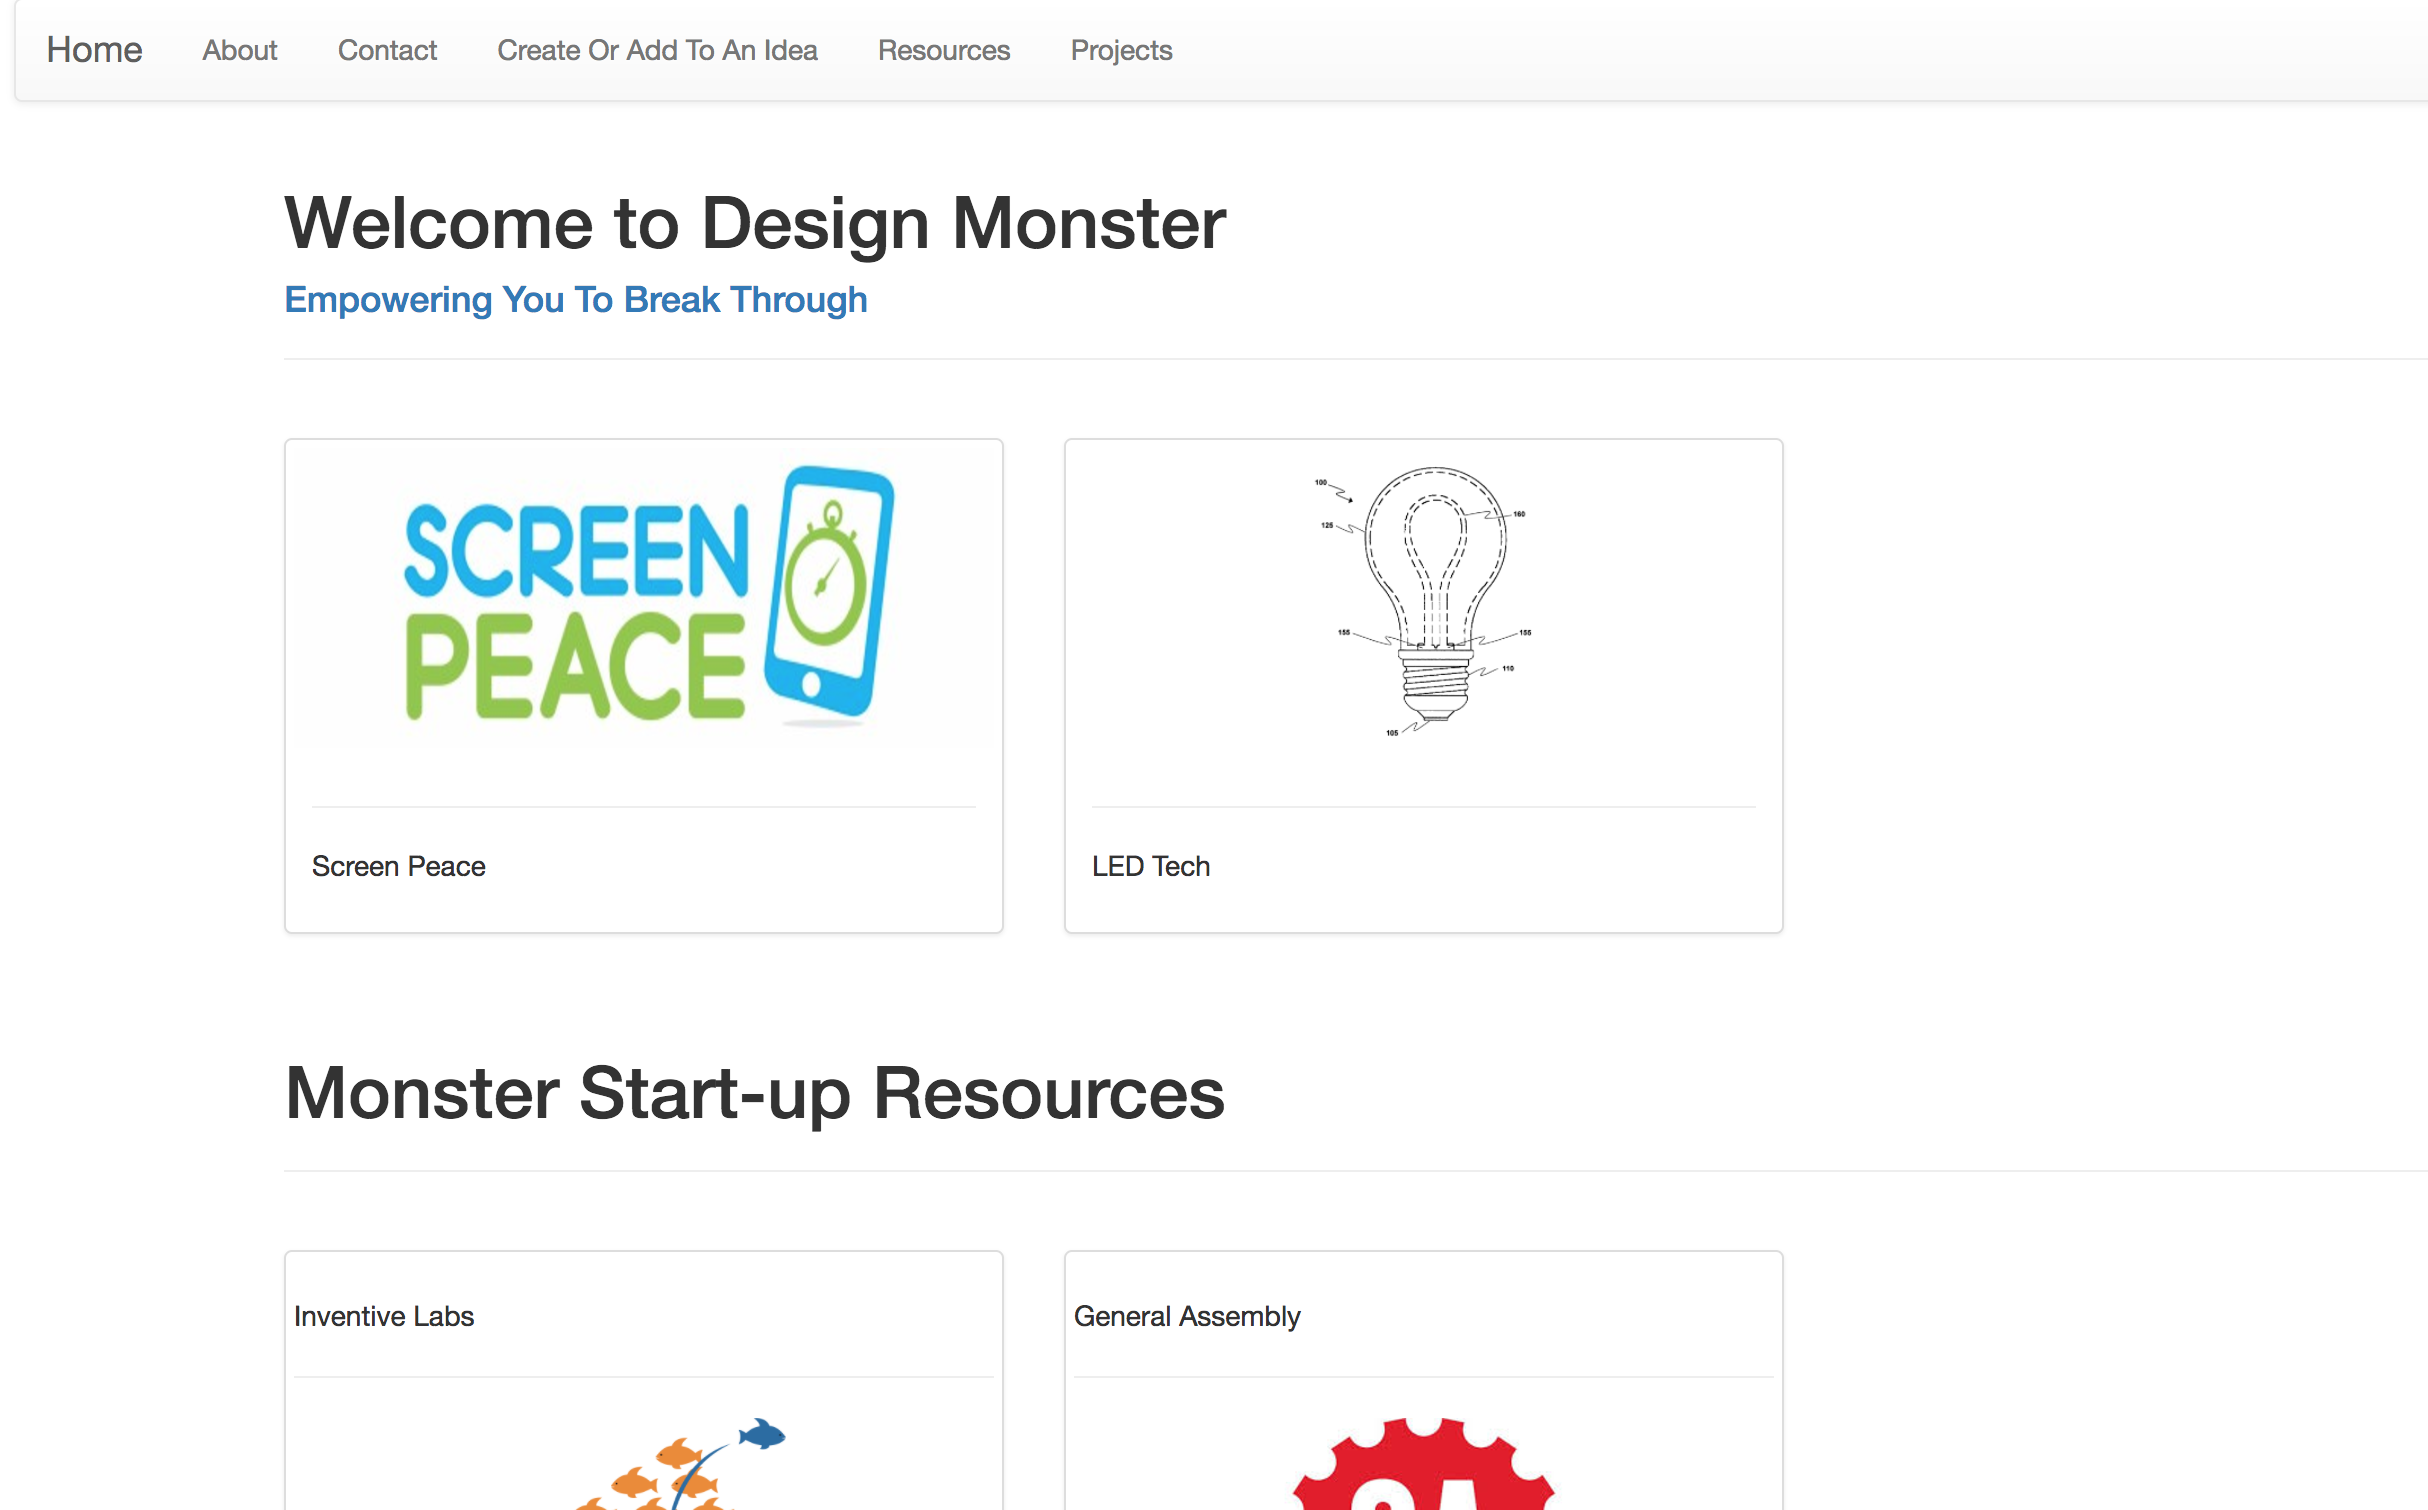 Home About Contact Create Or Add To An Idea Resources Projects
Welcome to Design Monster
Empowering You To Break Through
SCREEN
PEACE
100
125
160
155
155
110
105
Screen Peace
LED Tech
Monster Start-up Resources
Inventive Labs
General Assembly